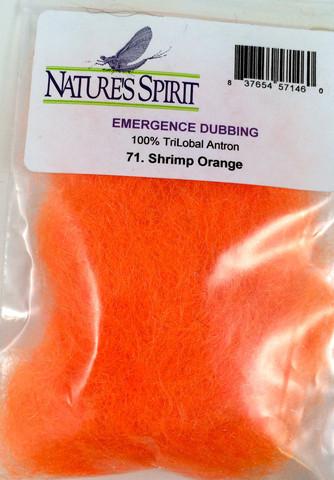 NATURE'S SPIRIT
8 37654 57146 0
EMERGENCE DUBBING
100% TriLobal Antron
71. Shrimp Orange